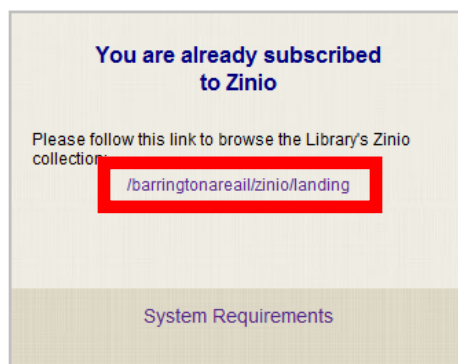 You are already subscribed
to Zinio
Please follow this link to browse the Library's Zinio
collection:
/barringtonareail/zinio/landing
System Requirements